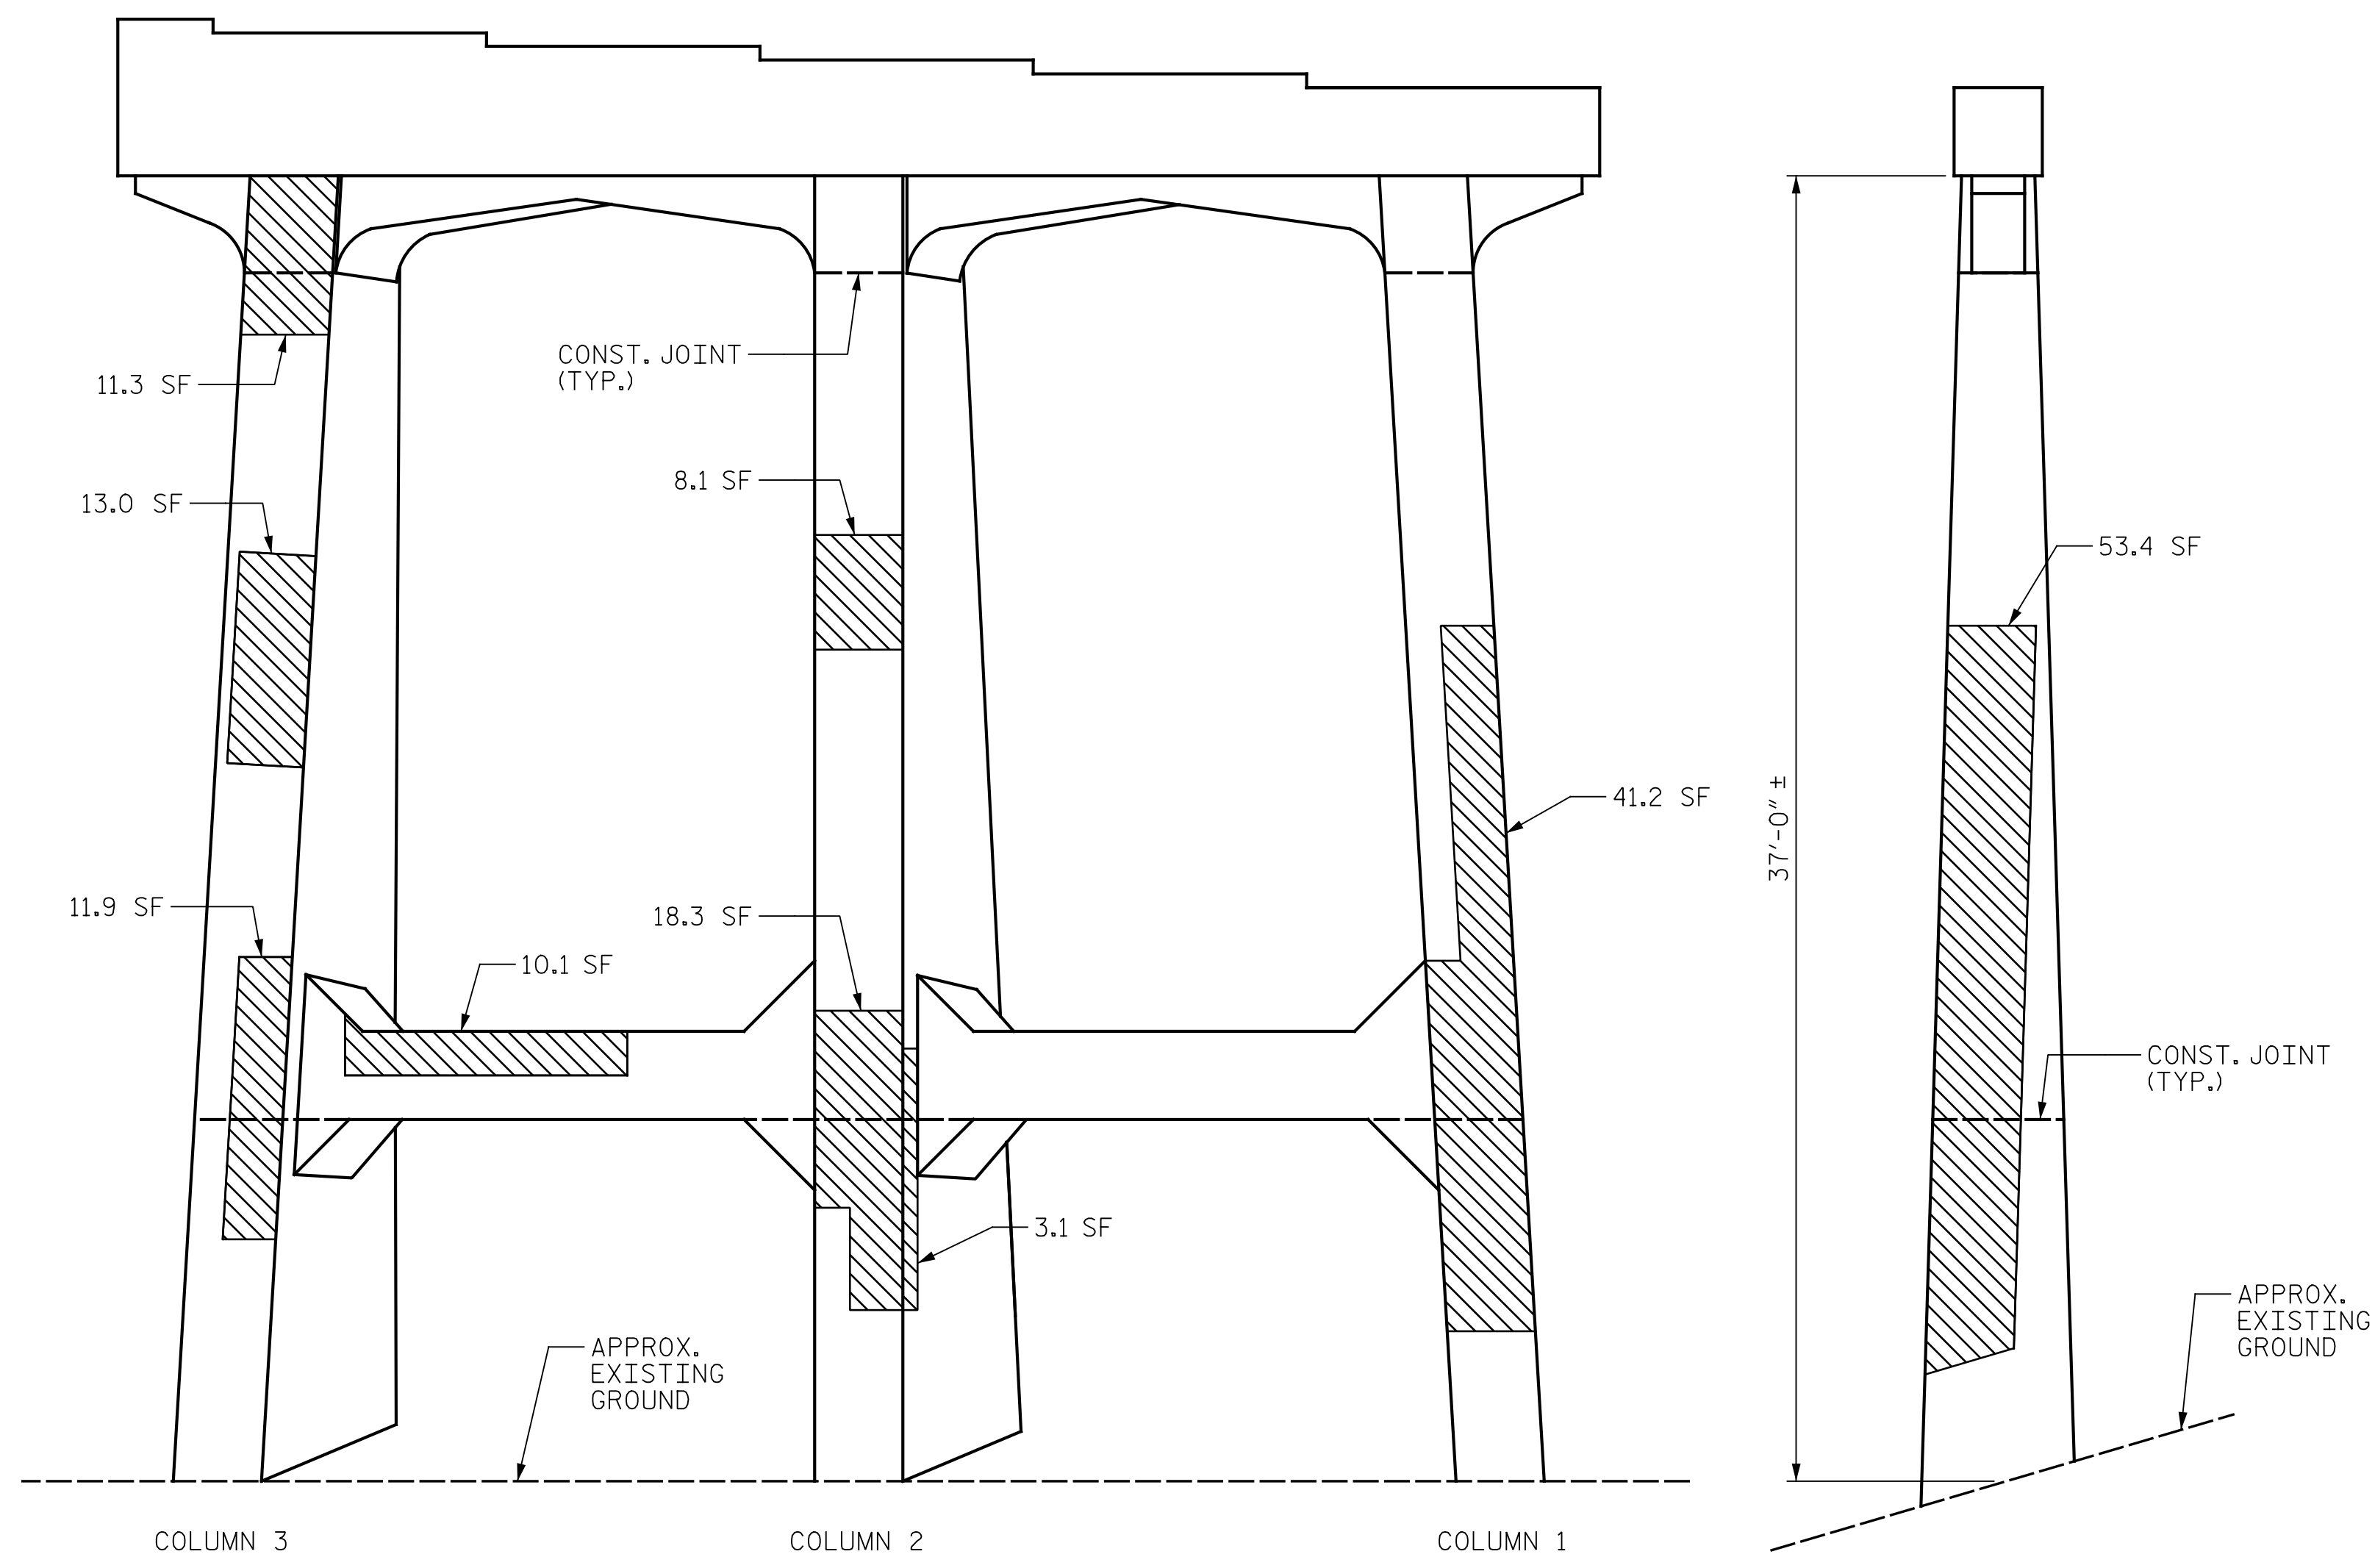 CONST. JOINT
(TYP.)
11.3 SF
8.1 SF
13.0 SF
53.4 SF
41.2 SF
37'-0" ±
11.9 SF
18.3 SF
10.1 SF
CONST. JOINT
(TYP.)
3.1 SF
APPROX.
EXISTING
GROUND
APPROX.
EXISTING
GROUND
COLUMN 3
COLUMN 2
COLUMN 1